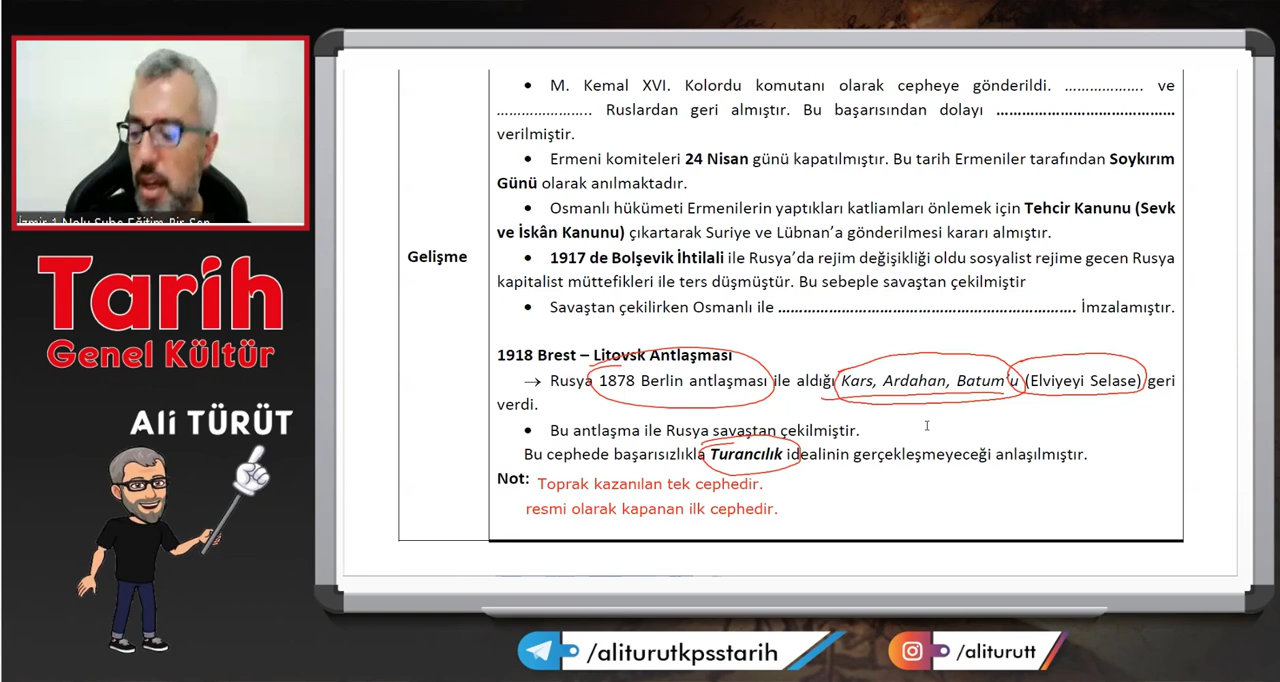 İzmir 1 Nolu Şube Eğitim-Bir-Sen
Tarih
Genel Kültür
Ali TÜRÜT
Gelişme
• M. Kemal XVI. Kolordu komutanı olarak cepheye gönderildi. ………………. ve
………………….. Ruslardan geri almıştır. Bu başarısından dolayı ……………………………………
verilmiştir.
• Ermeni komiteleri 24 Nisan günü kapatılmıştır. Bu tarih Ermeniler tarafından Soykırım
Günü olarak anılmaktadır.
• Osmanlı hükümeti Ermenilerin yaptıkları katliamları önlemek için Tehcir Kanunu (Sevk
ve İskân Kanunu) çıkartarak Suriye ve Lübnan’a gönderilmesi kararı almıştır.
• 1917 de Bolşevik İhtilali ile Rusya’da rejim değişikliği oldu sosyalist rejime gecen Rusya
kapitalist müttefikleri ile ters düşmüştür. Bu sebeple savaştan çekilmiştir
• Savaştan çekilirken Osmanlı ile ……………………………………………………………. İmzalamıştır.
1918 Brest – Litovsk Antlaşması
→ Rusya 1878 Berlin antlaşması ile aldığı Kars, Ardahan, Batum’u (Elviyeyi Selase) geri
verdi.
• Bu antlaşma ile Rusya savaştan çekilmiştir.
Bu cephede başarısızlıkla Turancılık idealinin gerçekleşmeyeceği anlaşılmıştır.
Not: Toprak kazanılan tek cephedir.
resmi olarak kapanan ilk cephedir.
/aliturutkpsstarih
/aliturutt